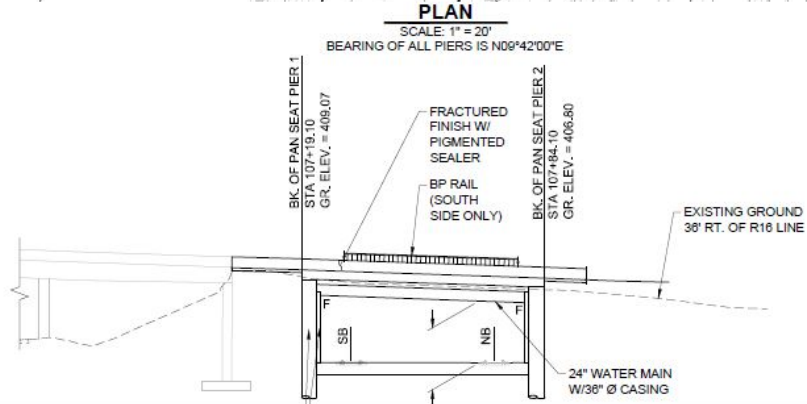 PLAN
SCALE: 1" = 20'
BEARING OF ALL PIERS IS N09°42'00"E
BK. OF PAN SEAT PIER 1
STA 107+19.10
GR. ELEV. = 409.07
FRACTURED
FINISH W/
PIGMENTED
SEALER
BP RAIL
(SOUTH
SIDE ONLY)
BK. OF PAN SEAT PIER 2
STA 107+84.10
GR. ELEV. = 406.80
EXISTING GROUND
36' RT. OF R16 LINE
F
F
SB
NB
24" WATER MAIN
W/36" Ø CASING